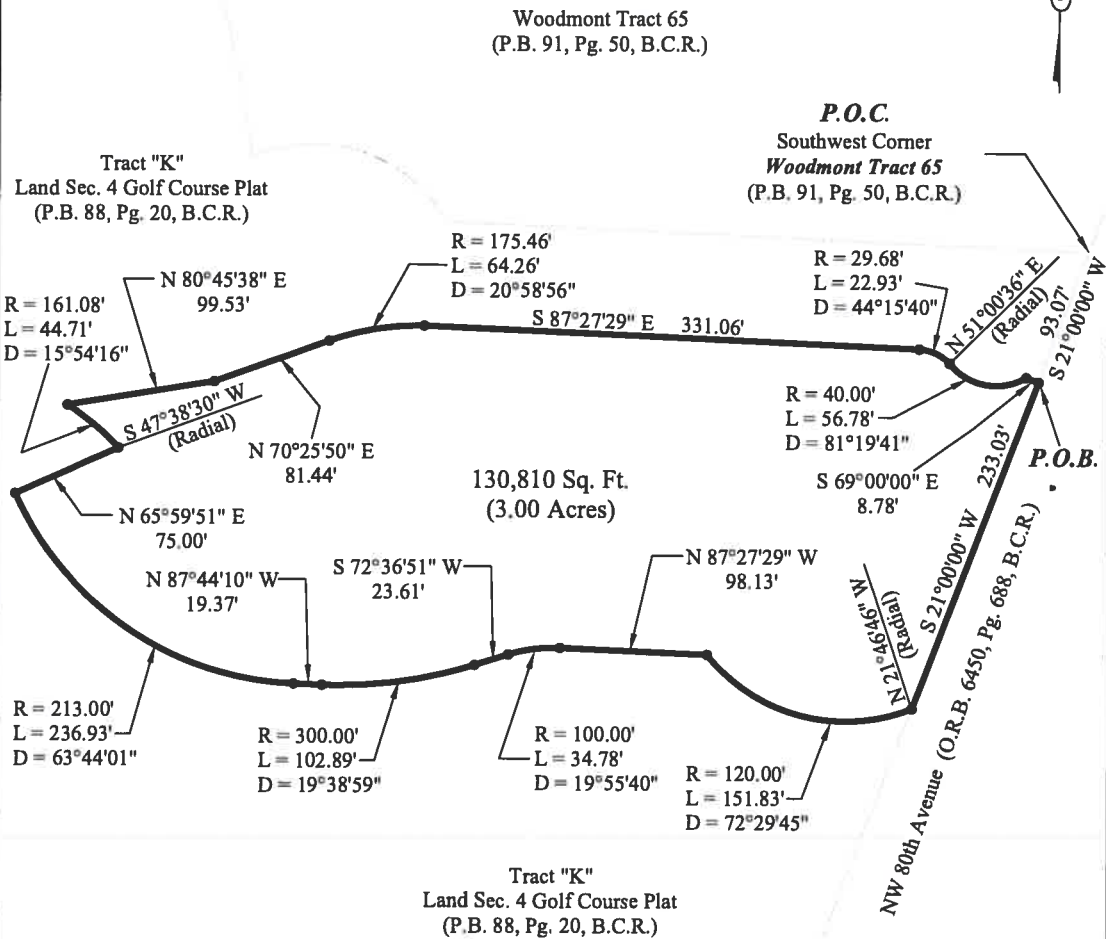 Woodmont Tract 65
(P.B. 91, Pg. 50, B.C.R.)
P.O.C.
Southwest Corner
Woodmont Tract 65
(P.B. 91, Pg. 50, B.C.R.)
Tract "K"
Land Sec. 4 Golf Course Plat
(P.B. 88, Pg. 20, B.C.R.)
R = 175.46'
L = 64.26'
D = 20°58'56"
R = 29.68'
L = 22.93'
D = 44°15'40"
N 51°00'36" E
(Radial)
93.07'
S 21°00'00" W
N 80°45'38" E
99.53'
R = 161.08'
L = 44.71'
D = 15°54'16"
S 87°27'29" E 331.06'
S 47°38'30" W
(Radial)
N 70°25'50" E
81.44'
R = 40.00'
L = 56.78'
D = 81°19'41"
S 69°00'00" E
8.78'
P.O.B.
130,810 Sq. Ft.
(3.00 Acres)
233.03'
S 21°00'00" W
N 65°59'51" E
75.00'
N 87°44'10" W
19.37'
S 72°36'51" W
23.61'
N 87°27'29" W
98.13'
N 21°46'46" W
(Radial)
NW 80th Avenue (O.R.B. 6450, Pg. 688, B.C.R.)
R = 213.00'
L = 236.93'
D = 63°44'01"
R = 300.00'
L = 102.89'
D = 19°38'59"
R = 100.00'
L = 34.78'
D = 19°55'40"
R = 120.00'
L = 151.83'
D = 72°29'45"
Tract "K"
Land Sec. 4 Golf Course Plat
(P.B. 88, Pg. 20, B.C.R.)